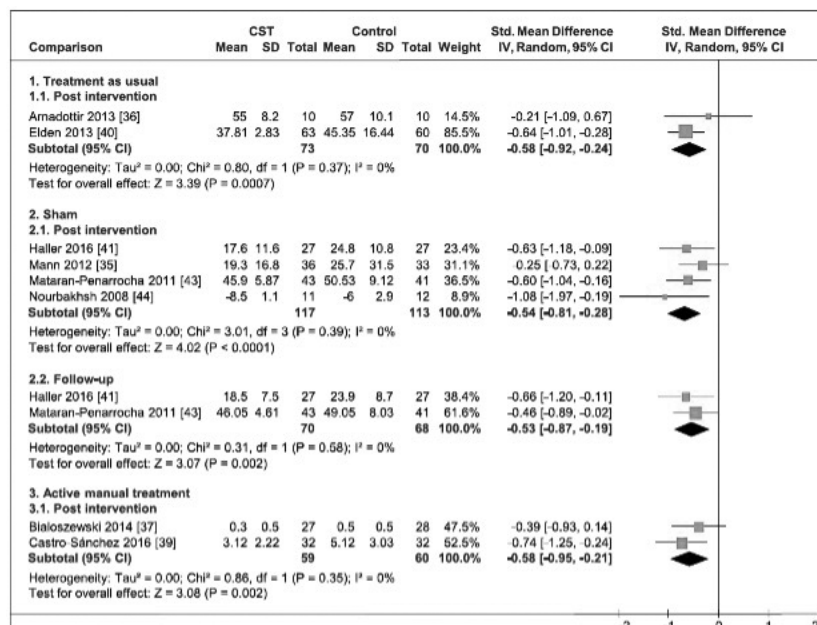 CST Control Std. Mean Difference Std. Mean Difference
Comparison Mean SD Total Mean SD Total Weight IV, Random, 95% CI IV, Random, 95% CI
1. Treatment as usual
1.1. Post intervention
Arnadottir 2013 [36] 55 8.2 10 57 10.1 10 14.5% -0.21 [-1.09, 0.67]
Elden 2013 [40] 37.81 2.83 63 45.35 16.44 60 85.5% -0.64 [-1.01, -0.28]
Subtotal (95% CI) 73 70 100.0% -0.58 [-0.92, -0.24]
Heterogeneity: Tau² = 0.00; Chi² = 0.80, df = 1 (P = 0.37); I² = 0%
Test for overall effect: Z = 3.39 (P = 0.0007)
2. Sham
2.1. Post intervention
Haller 2016 [41] 17.6 11.6 27 24.8 10.8 27 23.4% -0.63 [-1.18, -0.09]
Mann 2012 [35] 19.3 16.8 36 25.7 31.5 33 31.1% -0.25 [-0.73, 0.22]
Mataran-Penarrocha 2011 [43] 45.9 5.87 43 50.53 9.12 41 36.5% -0.60 [-1.04, -0.16]
Nourbakhsh 2008 [44] -8.5 1.1 11 -6 2.9 12 8.9% -1.08 [-1.97, -0.19]
Subtotal (95% CI) 117 113 100.0% -0.54 [-0.81, -0.28]
Heterogeneity: Tau² = 0.00; Chi² = 3.01, df = 3 (P = 0.39); I² = 0%
Test for overall effect: Z = 4.02 (P < 0.0001)
2.2. Follow-up
Haller 2016 [41] 18.5 7.5 27 23.9 8.7 27 38.4% -0.66 [-1.20, -0.11]
Mataran-Penarrocha 2011 [43] 46.05 4.61 43 49.05 8.03 41 61.6% -0.46 [-0.89, -0.02]
Subtotal (95% CI) 70 68 100.0% -0.53 [-0.87, -0.19]
Heterogeneity: Tau² = 0.00; Chi² = 0.31, df = 1 (P = 0.58); I² = 0%
Test for overall effect: Z = 3.07 (P = 0.002)
3. Active manual treatment
3.1. Post intervention
Bialoszewski 2014 [37] 0.3 0.5 27 0.5 0.5 28 47.5% -0.39 [-0.93, 0.14]
Castro-Sánchez 2016 [39] 3.12 2.22 32 5.12 3.03 32 52.5% -0.74 [-1.25, -0.24]
Subtotal (95% CI) 59 60 100.0% -0.58 [-0.95, -0.21]
Heterogeneity: Tau² = 0.00; Chi² = 0.86, df = 1 (P = 0.35); I² = 0%
Test for overall effect: Z = 3.08 (P = 0.002)